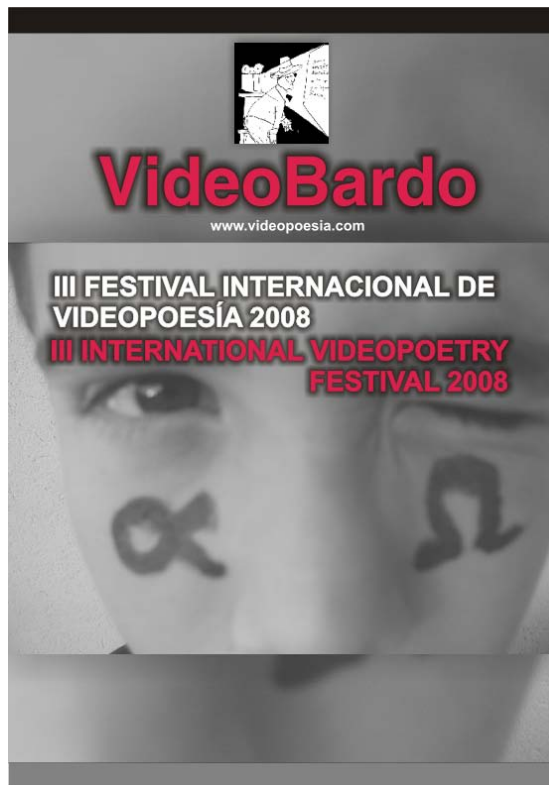 VideoBardo
www.videopoesia.com
III FESTIVAL INTERNACIONAL DE
VIDEOPOESÍA 2008
III INTERNATIONAL VIDEOPOETRY
FESTIVAL 2008
α Ω